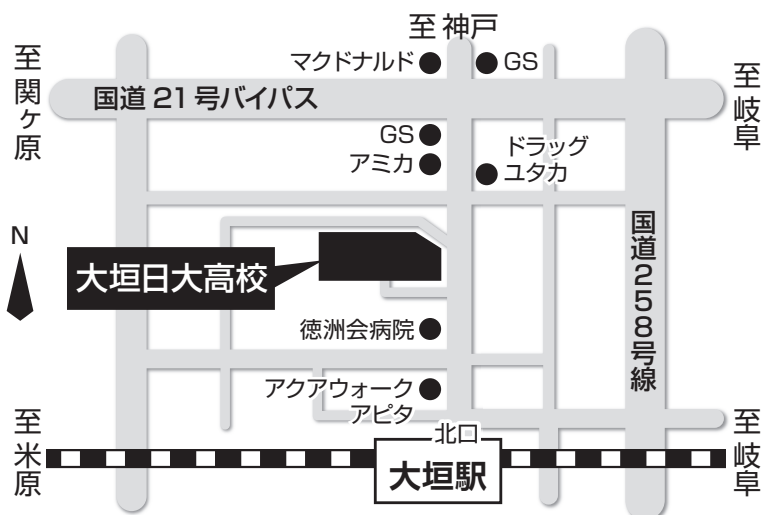 至 神戸
マクドナルド
GS
至関ヶ原
国道 21 号バイパス
至岐阜
GS
アミカ
ドラッグ
ユタカ
N
大垣日大高校
国道258号線
徳洲会病院
アクアウォーク
アピタ
至米原
北口
大垣駅
至岐阜